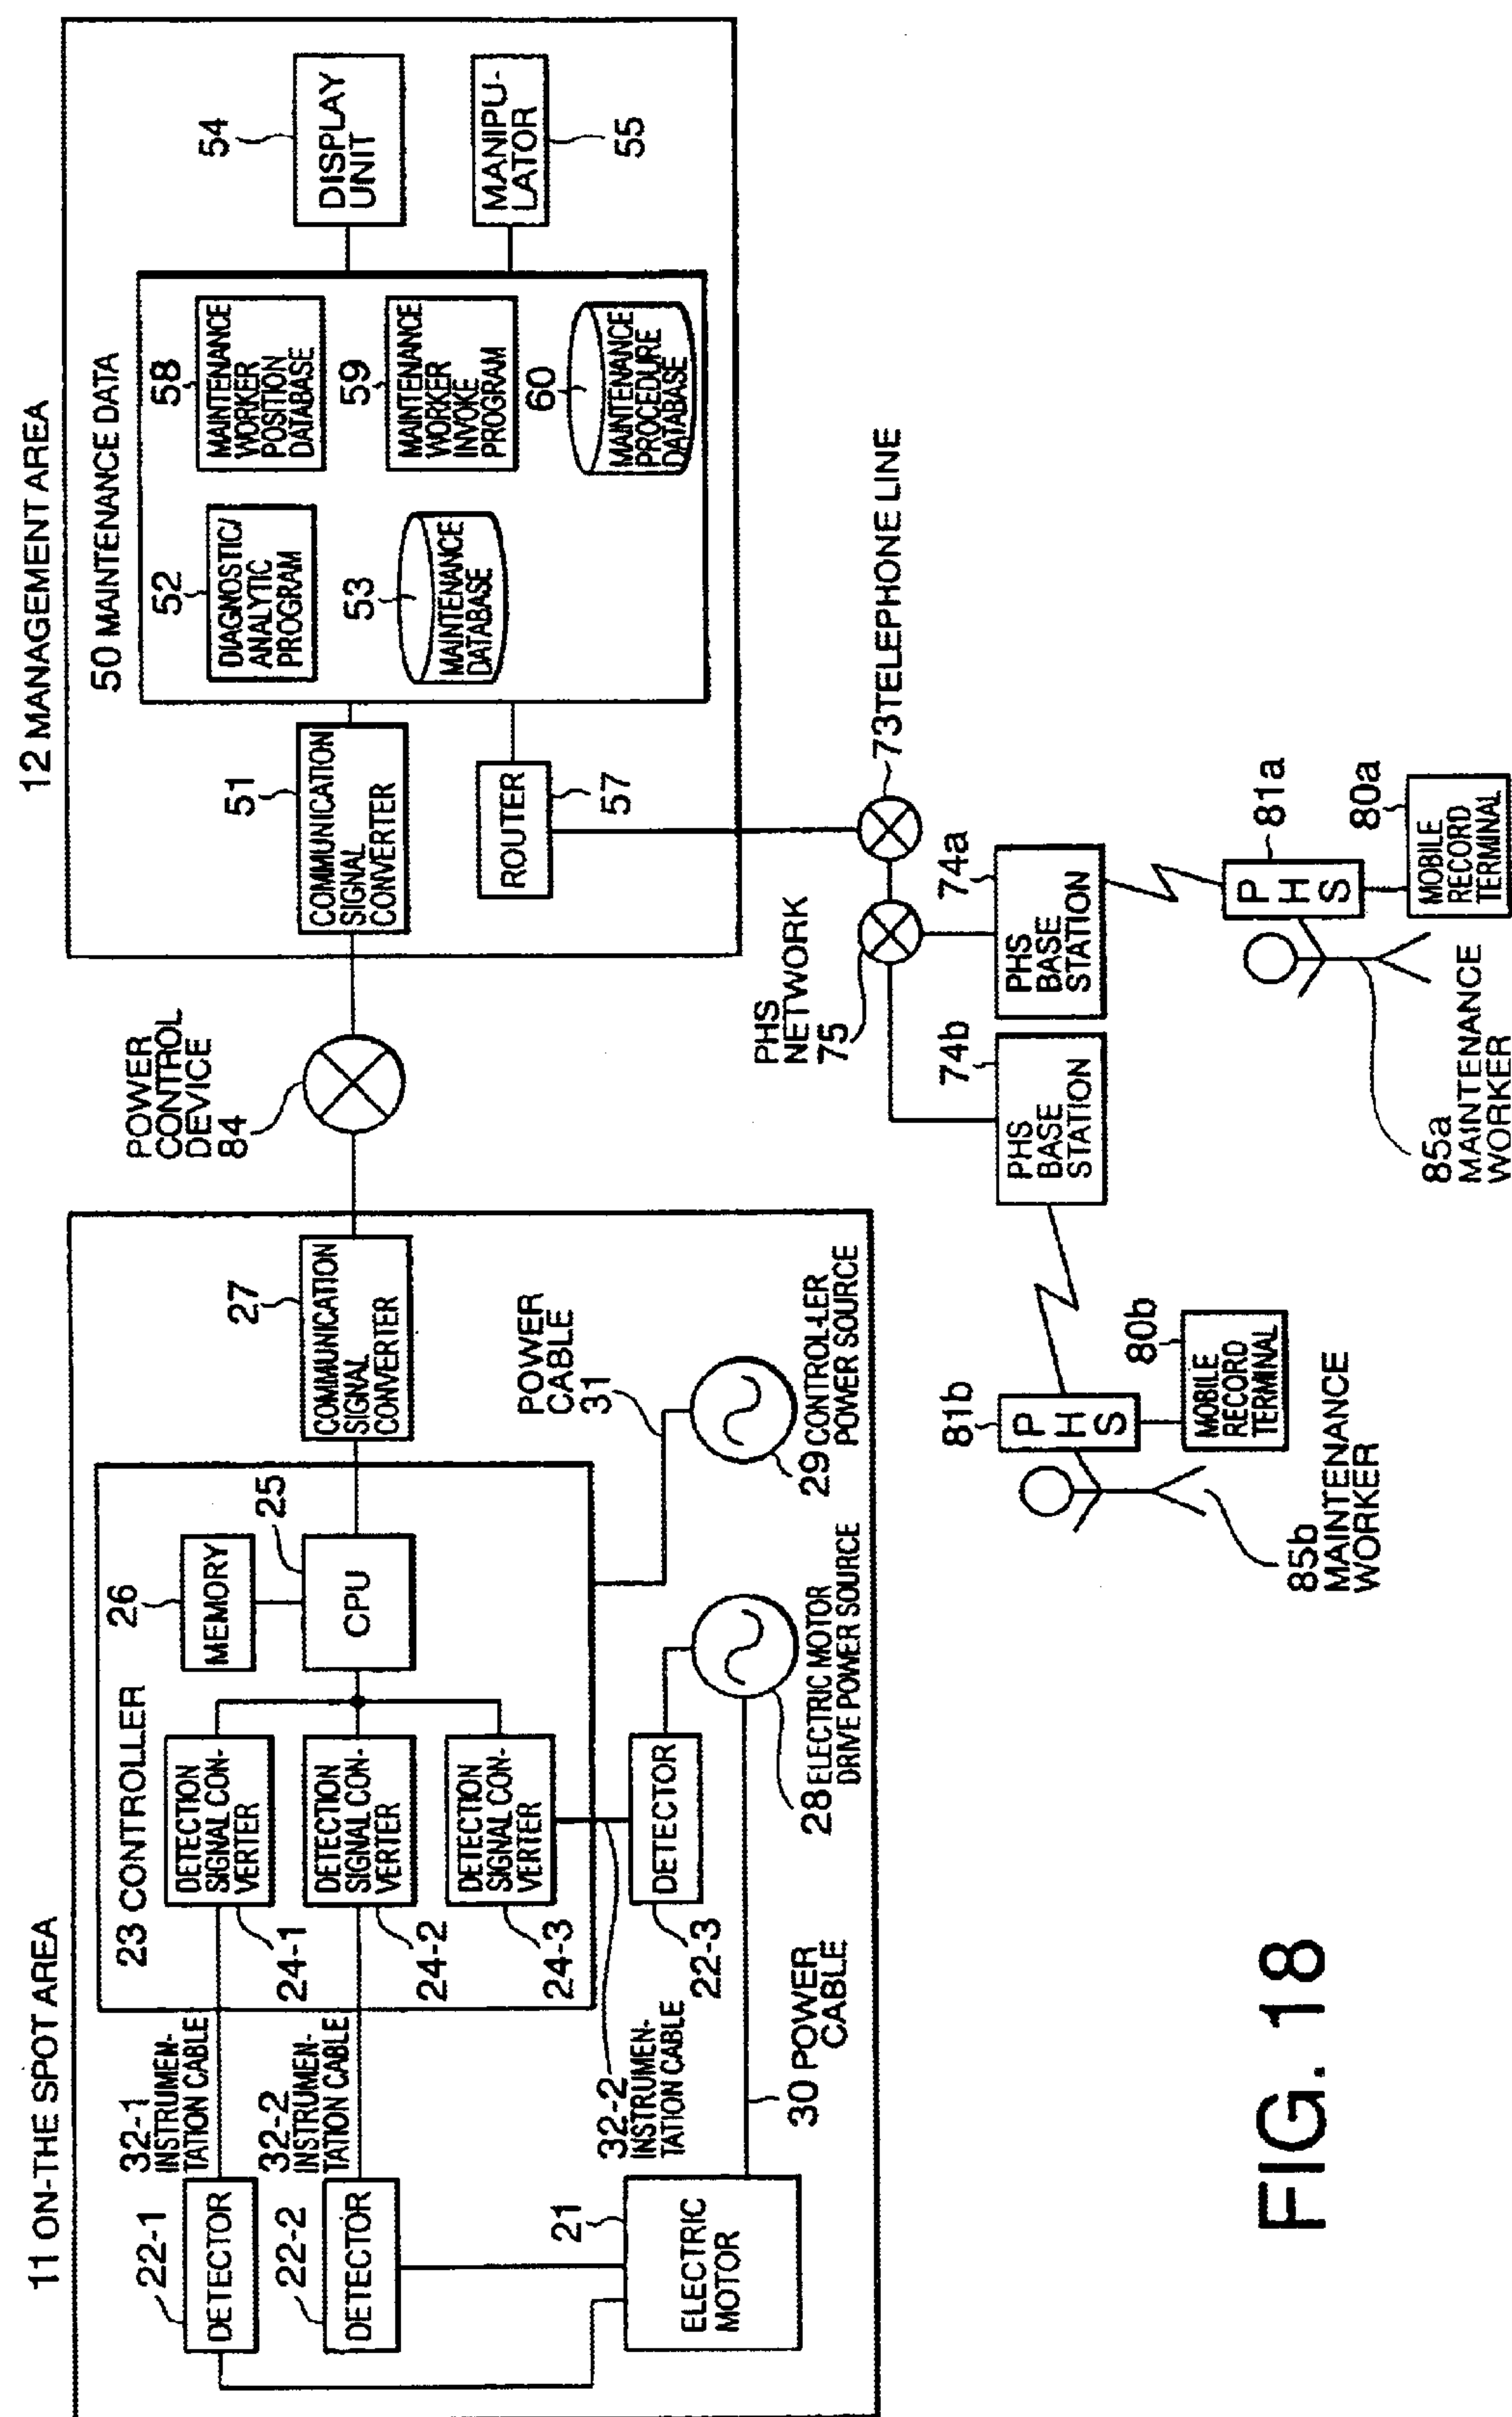 11 ON-THE SPOT AREA
22-1
DETECTOR
32-1
INSTRUMEN-
TATION CABLE
22-2
DETECTOR
32-2
INSTRUMEN-
TATION CABLE
21
ELECTRIC
MOTOR
23 CONTROLLER
DETECTION
SIGNAL CON-
VERTER
24-1
DETECTION
SIGNAL CON-
VERTER
24-2
DETECTION
SIGNAL CON-
VERTER
24-3
26
MEMORY
25
CPU
32-2
INSTRUMEN-
TATION CABLE
DETECTOR
22-3
30 POWER
CABLE
28 ELECTRIC MOTOR
DRIVE POWER SOURCE
27
COMMUNICATION
SIGNAL
CONVERTER
POWER
CABLE
31
29 CONTROL-LER
POWER SOURCE
POWER
CONTROL
DEVICE
84
12 MANAGEMENT AREA
50 MAINTENANCE DATA
51
COMMUNICATION
SIGNAL
CONVERTER
ROUTER
57
52
DIAGNOSTIC/
ANALYTIC
PROGRAM
53
MAINTENANCE
DATABASE
58
MAINTENANCE
WORKER
POSITION
DATABASE
59
MAINTENANCE
WORKER
INVOKE
PROGRAM
60
MAINTENANCE
PROCEDURE
DATABASE
54
DISPLAY
UNIT
MANIPU-
LATOR
55
73TELEPHONE LINE
PHS
NETWORK
75
74b
PHS
BASE
STATION
74a
PHS
BASE
STATION
81b
PHS
80b
MOBILE
RECORD
TERMINAL
85b
MAINTENANCE
WORKER
81a
PHS
80a
MOBILE
RECORD
TERMINAL
85a
MAINTENANCE
WORKER
FIG. 18